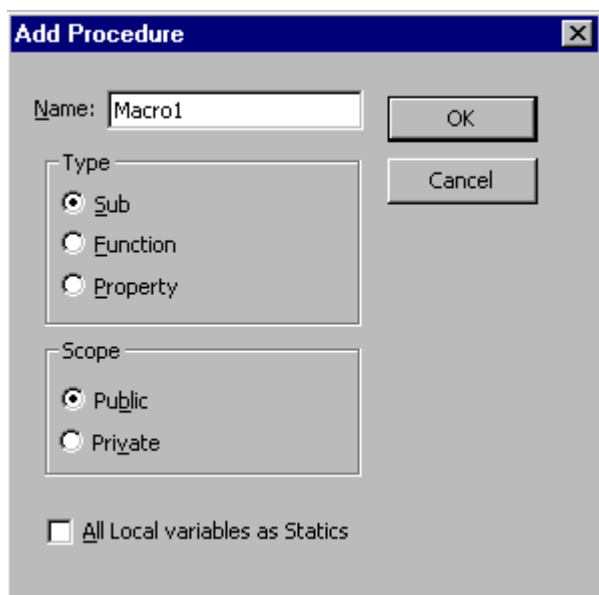 Add Procedure
Name: Macro1
OK
Cancel
Type
Sub
Function
Property
Scope
Public
Private
All Local variables as Statics